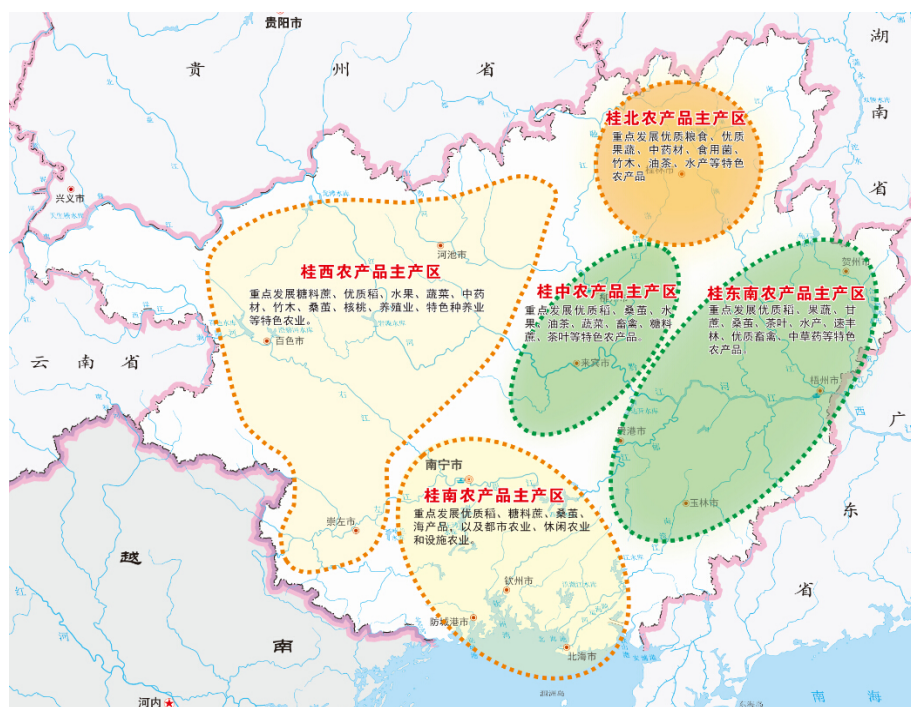 贵阳市
贵州省
湖南省
兴义市
云南省
广东省
越南
河内
南海
桂北农产品主产区
重点发展优质粮食、优质
果蔬、中药材、食用菌、
竹木、油茶、水产等特色
农产品
桂林市
桂西农产品主产区
重点发展糖料蔗、优质稻、水果、蔬菜、中药
材、竹木、桑蚕、核桃、养殖业、特色种养业
等特色农业。
河池市
百色市
右江
崇左市
桂中农产品主产区
重点发展优质稻、桑蚕、水
果、油茶、蔬菜、畜禽、糖料
蔗、茶叶等特色农产品。
来宾市
桂东南农产品主产区
重点发展优质稻、果蔬、甘
蔗、桑蚕、茶叶、水产、速丰
林、优质畜禽、中草药等特色
农产品
贺州市
梧州市
西江
贵港市
玉林市
南宁市
桂南农产品主产区
重点发展优质稻、糖料蔗、桑蚕、
海产品，以及都市农业、休闲农业
和设施农业。
钦州市
防城港市
北海市
涠洲岛